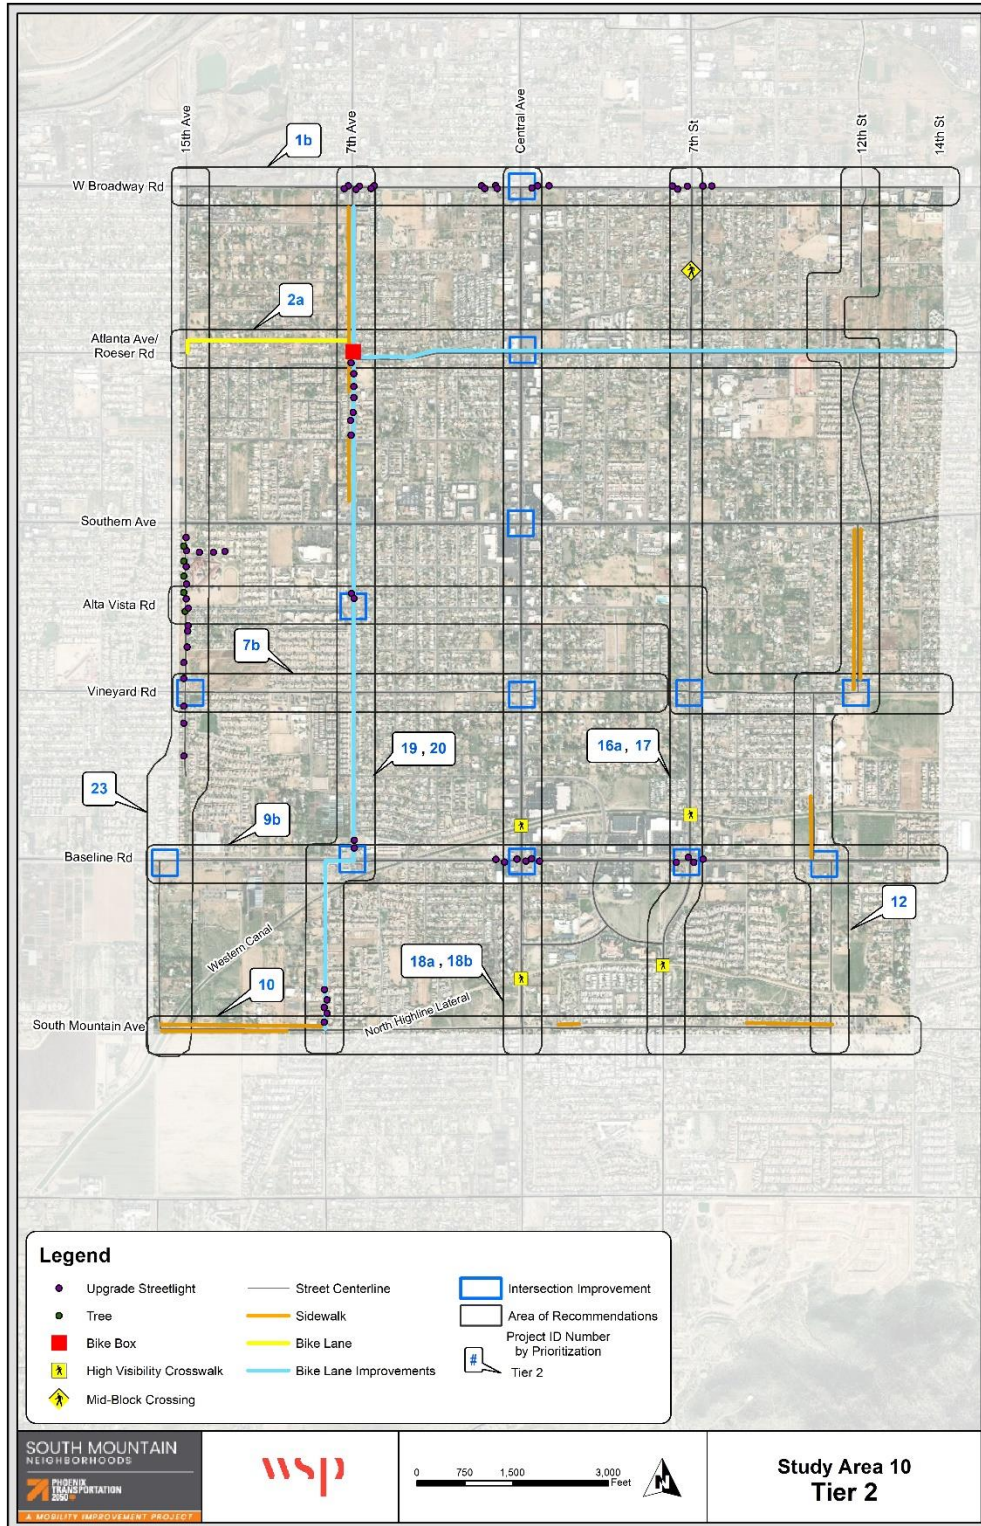 15th Ave
7th Ave
Central Ave
7th St
12th St
14th St
1b
W Broadway Rd
2a
Atlanta Ave/
Roeser Rd
Southern Ave
Alta Vista Rd
7b
Vineyard Rd
19 , 20
16a , 17
23
9b
Baseline Rd
12
Western Canal
18a , 18b
10
North Highline Lateral
South Mountain Ave
Legend
Upgrade Streetlight
Tree
Bike Box
High Visibility Crosswalk
Mid-Block Crossing
Street Centerline
Sidewalk
Bike Lane
Bike Lane Improvements
Intersection Improvement
Area of Recommendations
Project ID Number
by Prioritization
#
Tier 2
SOUTH MOUNTAIN
NEIGHBORHOODS
PHOENIX
TRANSPORTATION
2050
A MOBILITY IMPROVEMENT PROJECT
wsp
0 750 1,500 3,000
Feet
N
Study Area 10
Tier 2